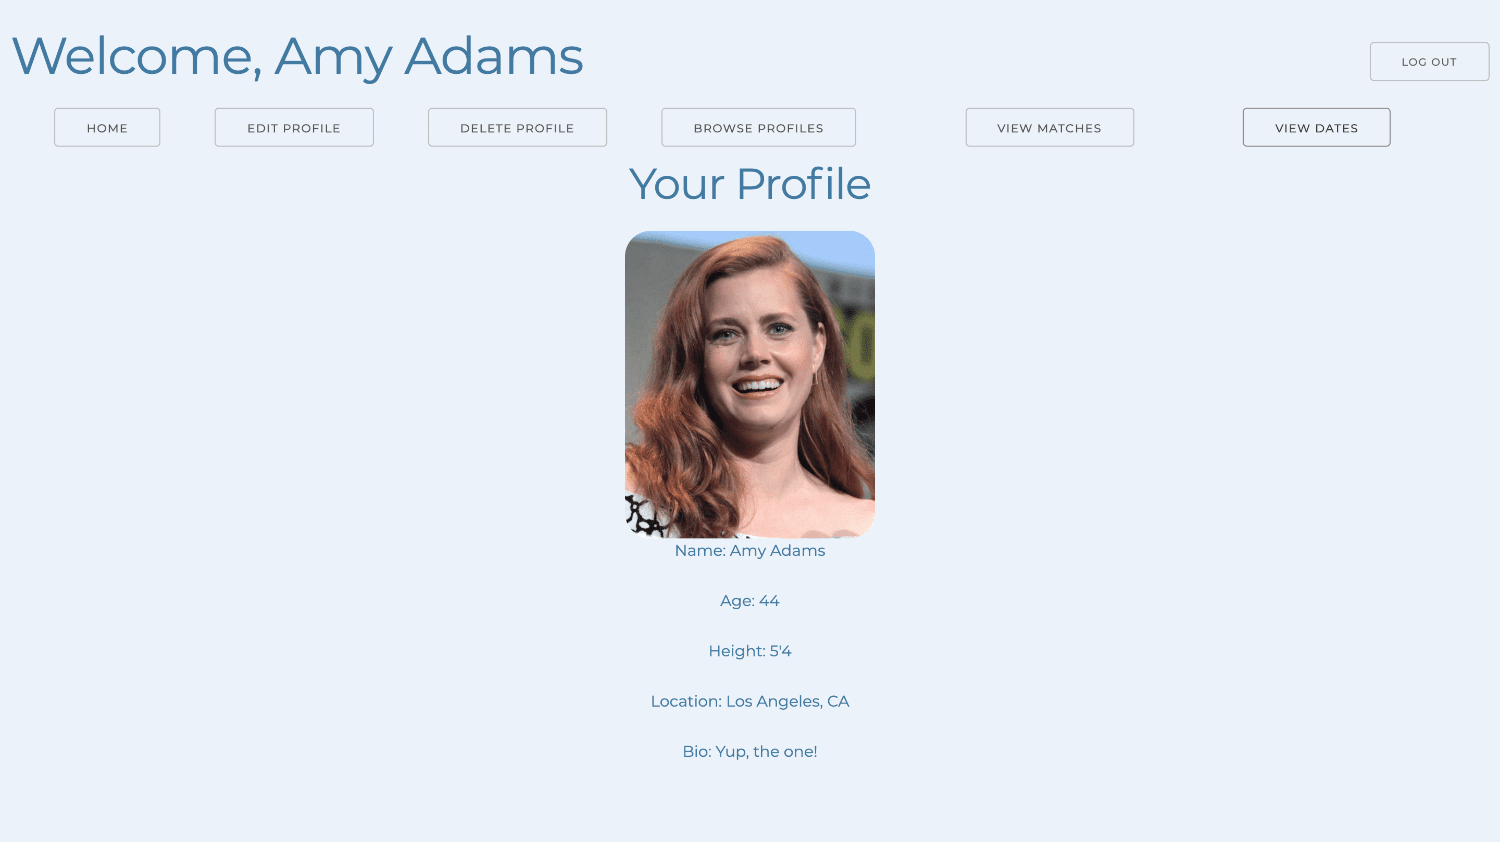 Welcome, Amy Adams
LOG OUT
HOME
EDIT PROFILE
DELETE PROFILE
BROWSE PROFILES
VIEW MATCHES
VIEW DATES
Your Profile
Name: Amy Adams
Age: 44
Height: 5'4
Location: Los Angeles, CA
Bio: Yup, the one!